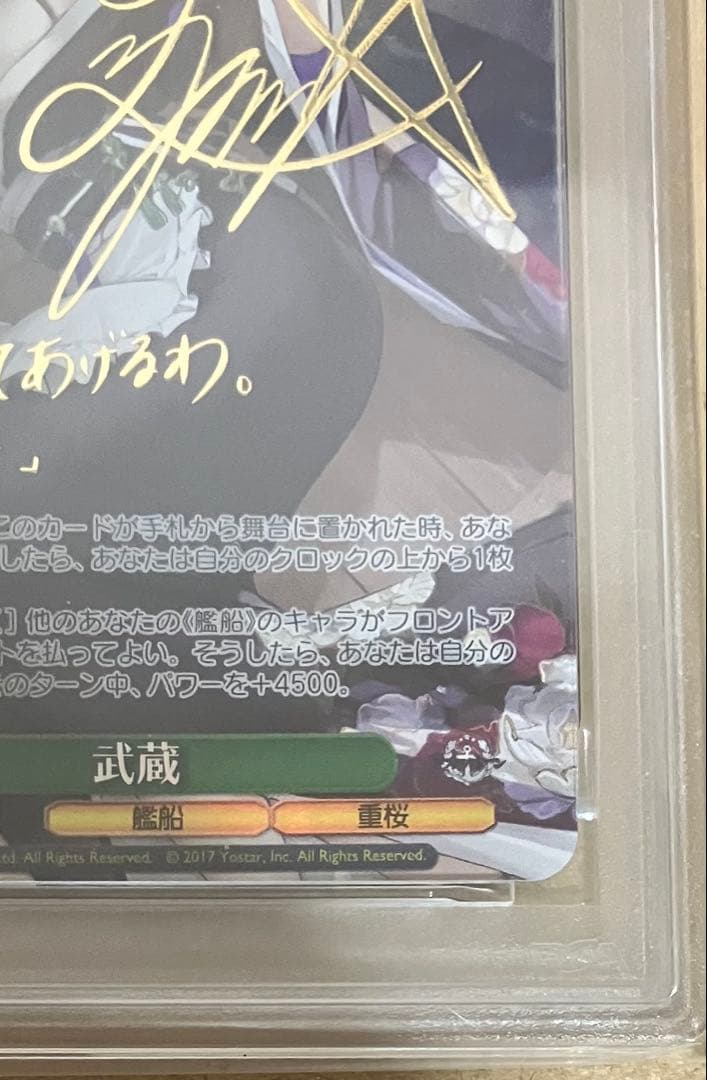 てあげるわ。
」
このカードが手札から舞台に置かれた時、あな
したら、あなたは自分のクロックの上から1枚
］他のあなたの《艦船》のキャラがフロントア
トを払ってよい。そうしたら、あなたは自分の
のターン中、パワーを＋4500。
武蔵
艦船 重桜
Ltd. All Rights Reserved. © 2017 Yostar, Inc. All Rights Reserved.